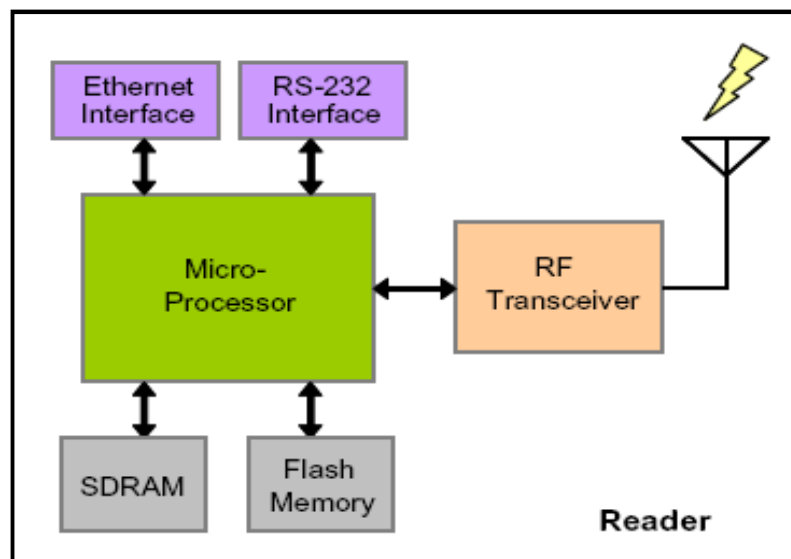 Ethernet
Interface
RS-232
Interface
Micro-
Processor
RF
Transceiver
SDRAM
Flash
Memory
Reader